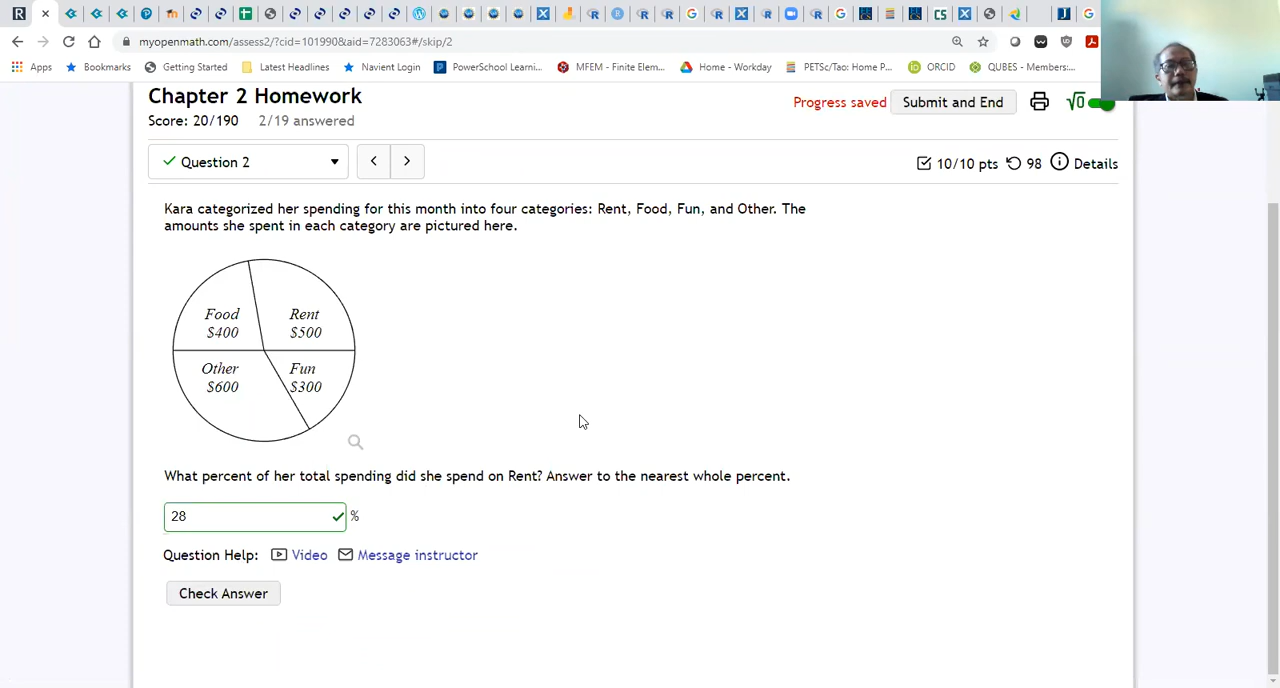 myopenmath.com/assess2/?cid=101990&aid=7283063#/skip/2
Apps Bookmarks Getting Started Latest Headlines Navient Login PowerSchool Learni... MFEM - Finite Elem... Home - Workday PETSc/Tao: Home P... ORCID QUBES - Members:...
Chapter 2 Homework
Progress saved Submit and End
Score: 20/190 2/19 answered
Question 2 < > 10/10 pts 98 Details
Kara categorized her spending for this month into four categories: Rent, Food, Fun, and Other. The
amounts she spent in each category are pictured here.
Food Rent
$400 $500
Other Fun
$600 $300
What percent of her total spending did she spend on Rent? Answer to the nearest whole percent.
28 %
Question Help: Video Message instructor
Check Answer